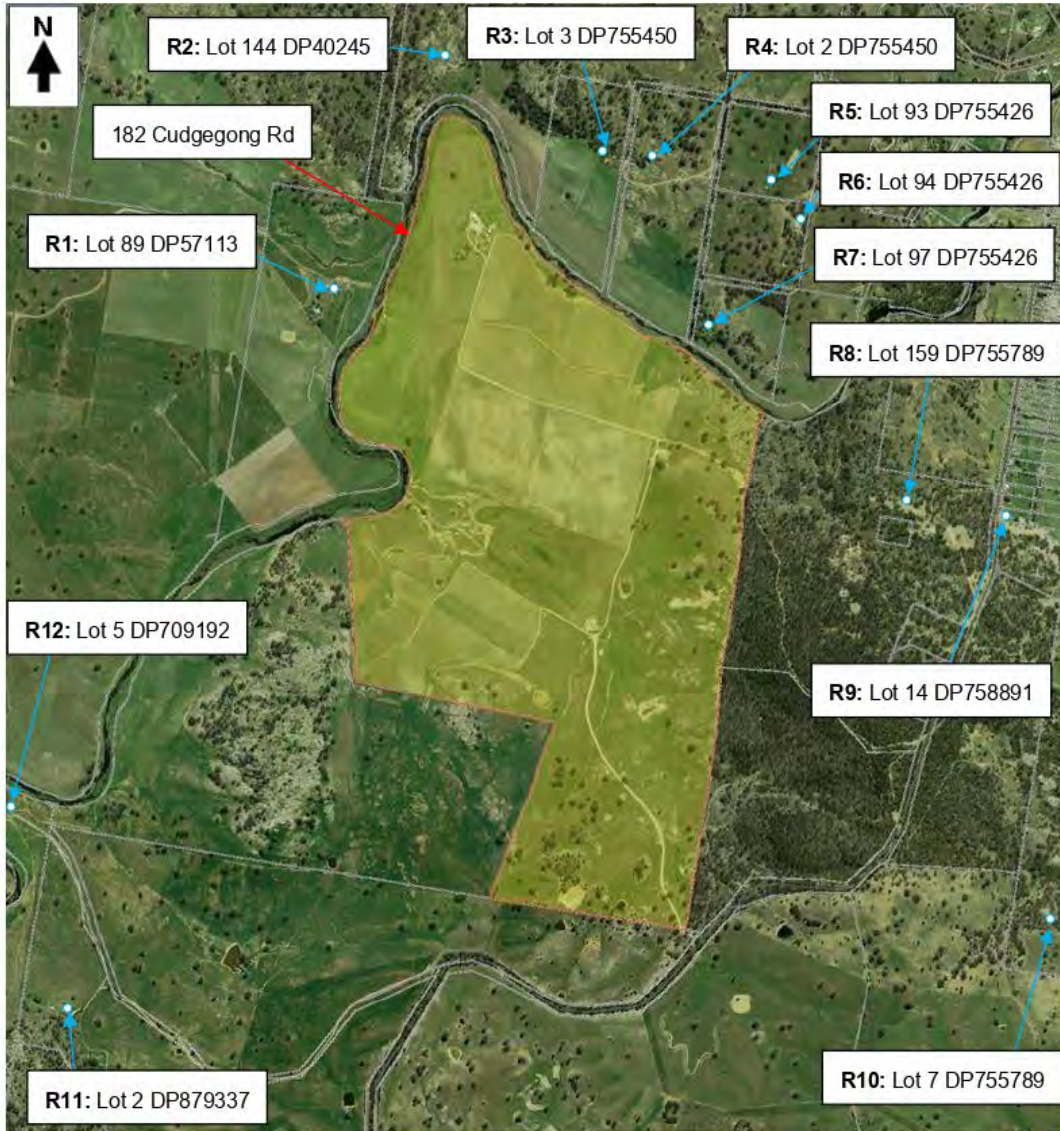 N
R2: Lot 144 DP40245
R3: Lot 3 DP755450
R4: Lot 2 DP755450
182 Cudgegong Rd
R5: Lot 93 DP755426
R6: Lot 94 DP755426
R1: Lot 89 DP57113
R7: Lot 97 DP755426
R8: Lot 159 DP755789
R12: Lot 5 DP709192
R9: Lot 14 DP758891
R11: Lot 2 DP879337
R10: Lot 7 DP755789